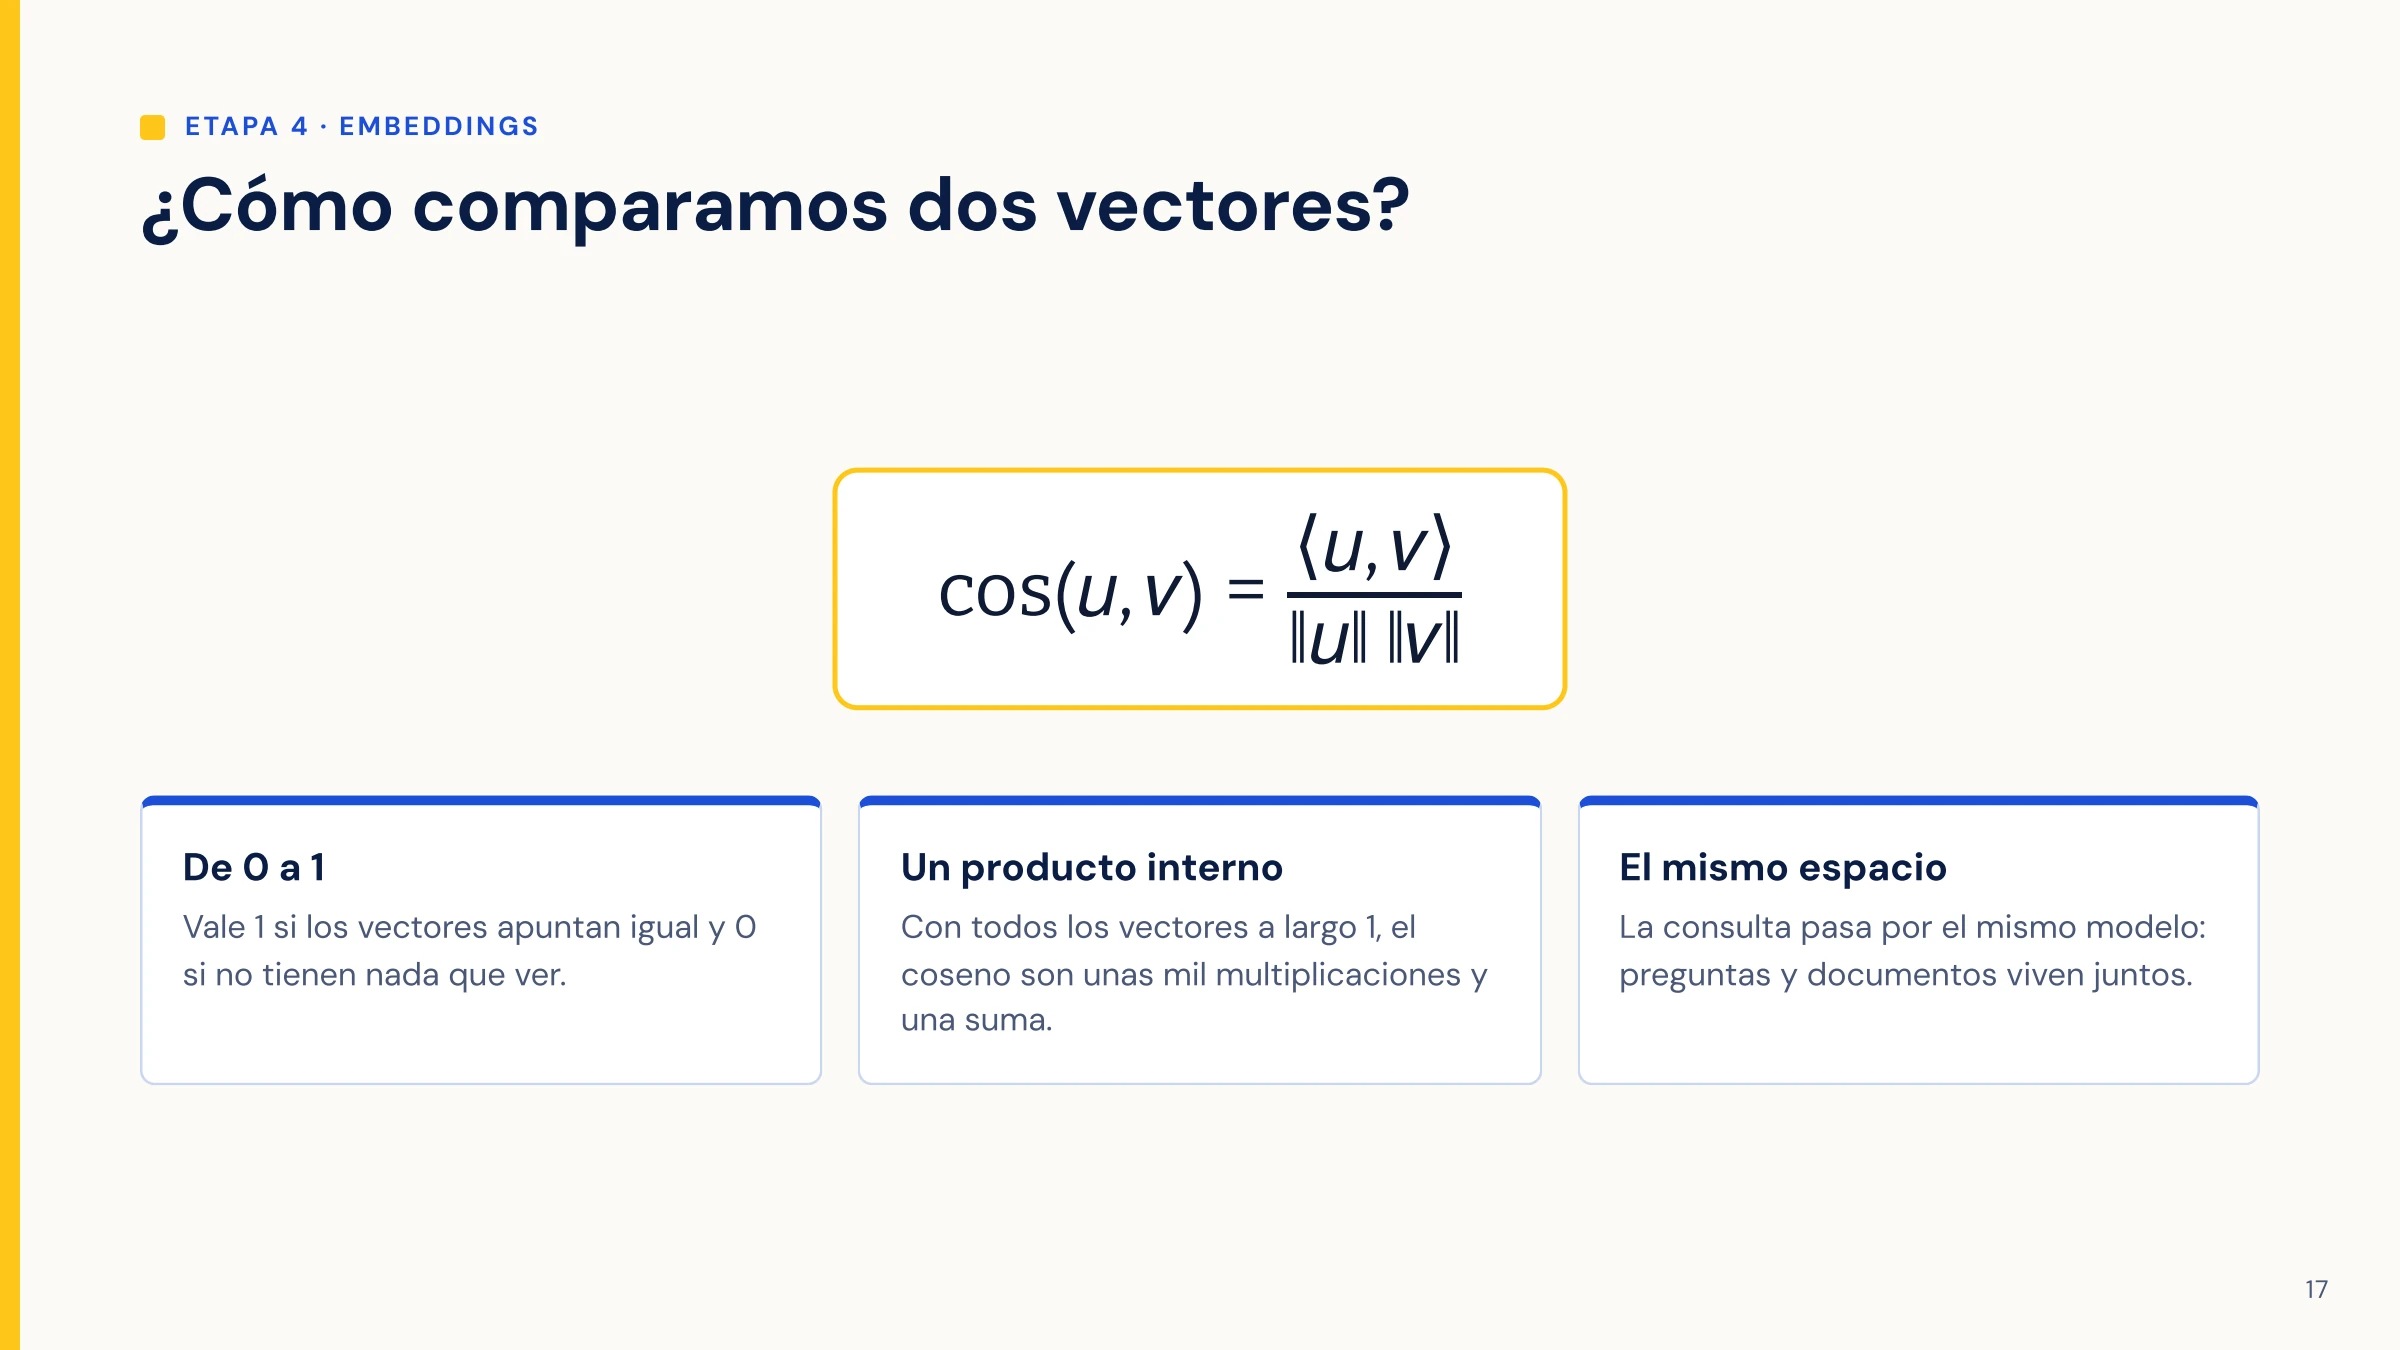 ETAPA 4 · EMBEDDINGS
¿Cómo comparamos dos vectores?
cos(u, v) = ⟨u, v⟩ / ‖u‖ ‖v‖
De 0 a 1
Vale 1 si los vectores apuntan igual y 0
si no tienen nada que ver.
Un producto interno
Con todos los vectores a largo 1, el
coseno son unas mil multiplicaciones y
una suma.
El mismo espacio
La consulta pasa por el mismo modelo:
preguntas y documentos viven juntos.
17